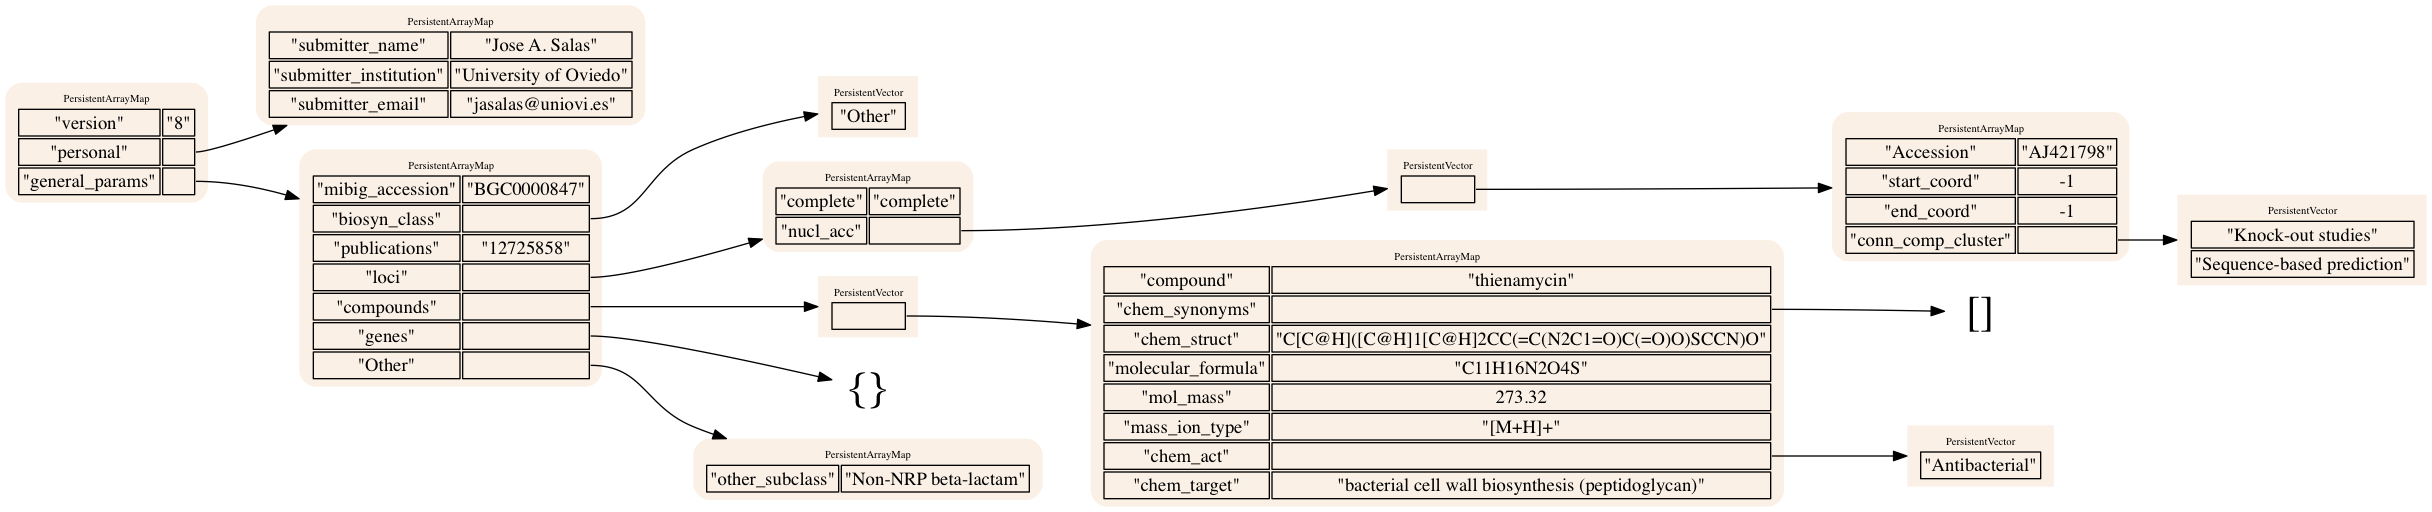 PersistentArrayMap
"version" "8"
"personal"
"general_params"
PersistentArrayMap
"submitter_name" "Jose A. Salas"
"submitter_institution" "University of Oviedo"
"submitter_email" "jasalas@uniovi.es"
PersistentArrayMap
"mibig_accession" "BGC0000847"
"biosyn_class"
"publications" "12725858"
"loci"
"compounds"
"genes"
"Other"
PersistentVector
"Other"
PersistentArrayMap
"complete" "complete"
"nucl_acc"
PersistentVector
{}
PersistentArrayMap
"other_subclass" "Non-NRP beta-lactam"
PersistentVector
PersistentArrayMap
"compound" "thienamycin"
"chem_synonyms"
"chem_struct" "C[C@H]([C@H]1[C@H]2CC(=C(N2C1=O)C(=O)O)SCCN)O"
"molecular_formula" "C11H16N2O4S"
"mol_mass" 273.32
"mass_ion_type" "[M+H]+"
"chem_act"
"chem_target" "bacterial cell wall biosynthesis (peptidoglycan)"
PersistentArrayMap
"Accession" "AJ421798"
"start_coord" -1
"end_coord" -1
"conn_comp_cluster"
[]
PersistentVector
"Antibacterial"
PersistentVector
"Knock-out studies"
"Sequence-based prediction"